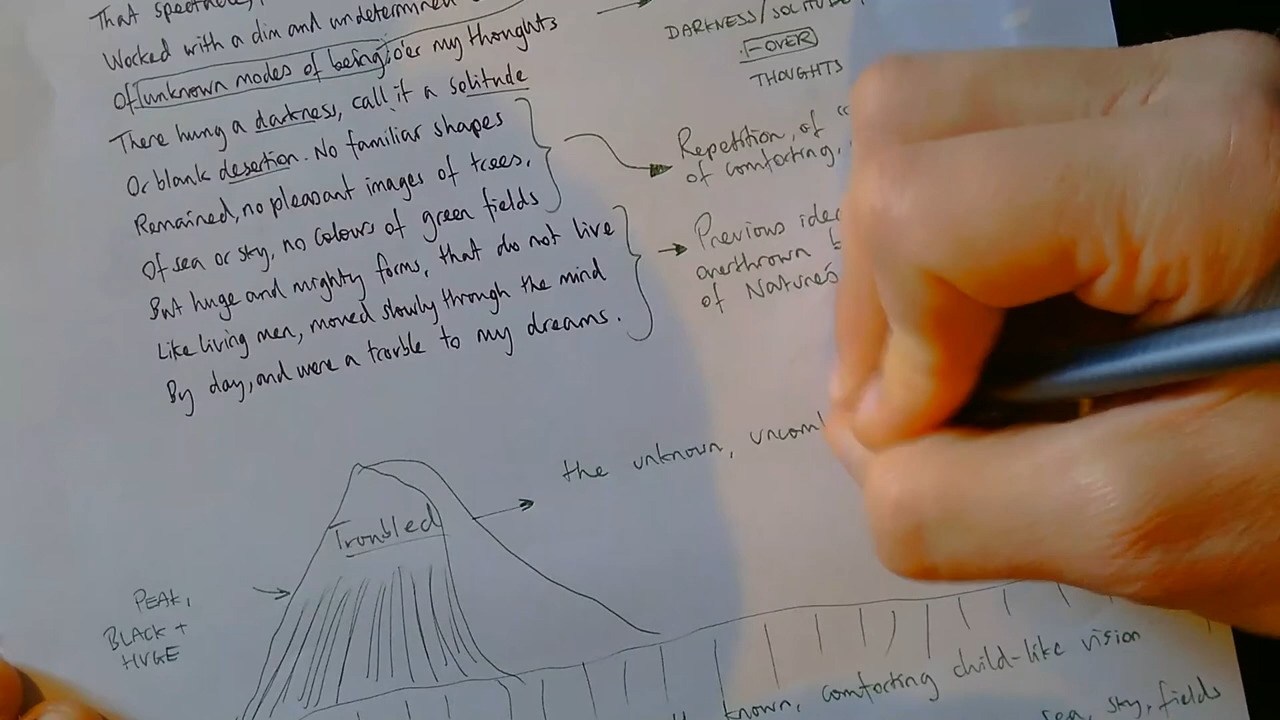 That
Wocked with a dim and undetermined
Of unknown modes of being; o'er my thoughts
There hung a darkness, call it a solitude
Or blank desertion. No familiar shapes
Remained, no pleasant images of trees,
Of sea or sky, no colours of green fields
But huge and mighty forms, that do not live
Like living men, moved slowly through the mind
By day, and were a trouble to my dreams.
DARKNESS/SOLITUDE
OVER
THOUGHTS
Repetition, of "
of comforting,
Previous
overthrown
of Nature's
the unknown,
Troubled
PEAK,
BLACK +
HUGE
known, comforting child-like vision
sea, sky, fields